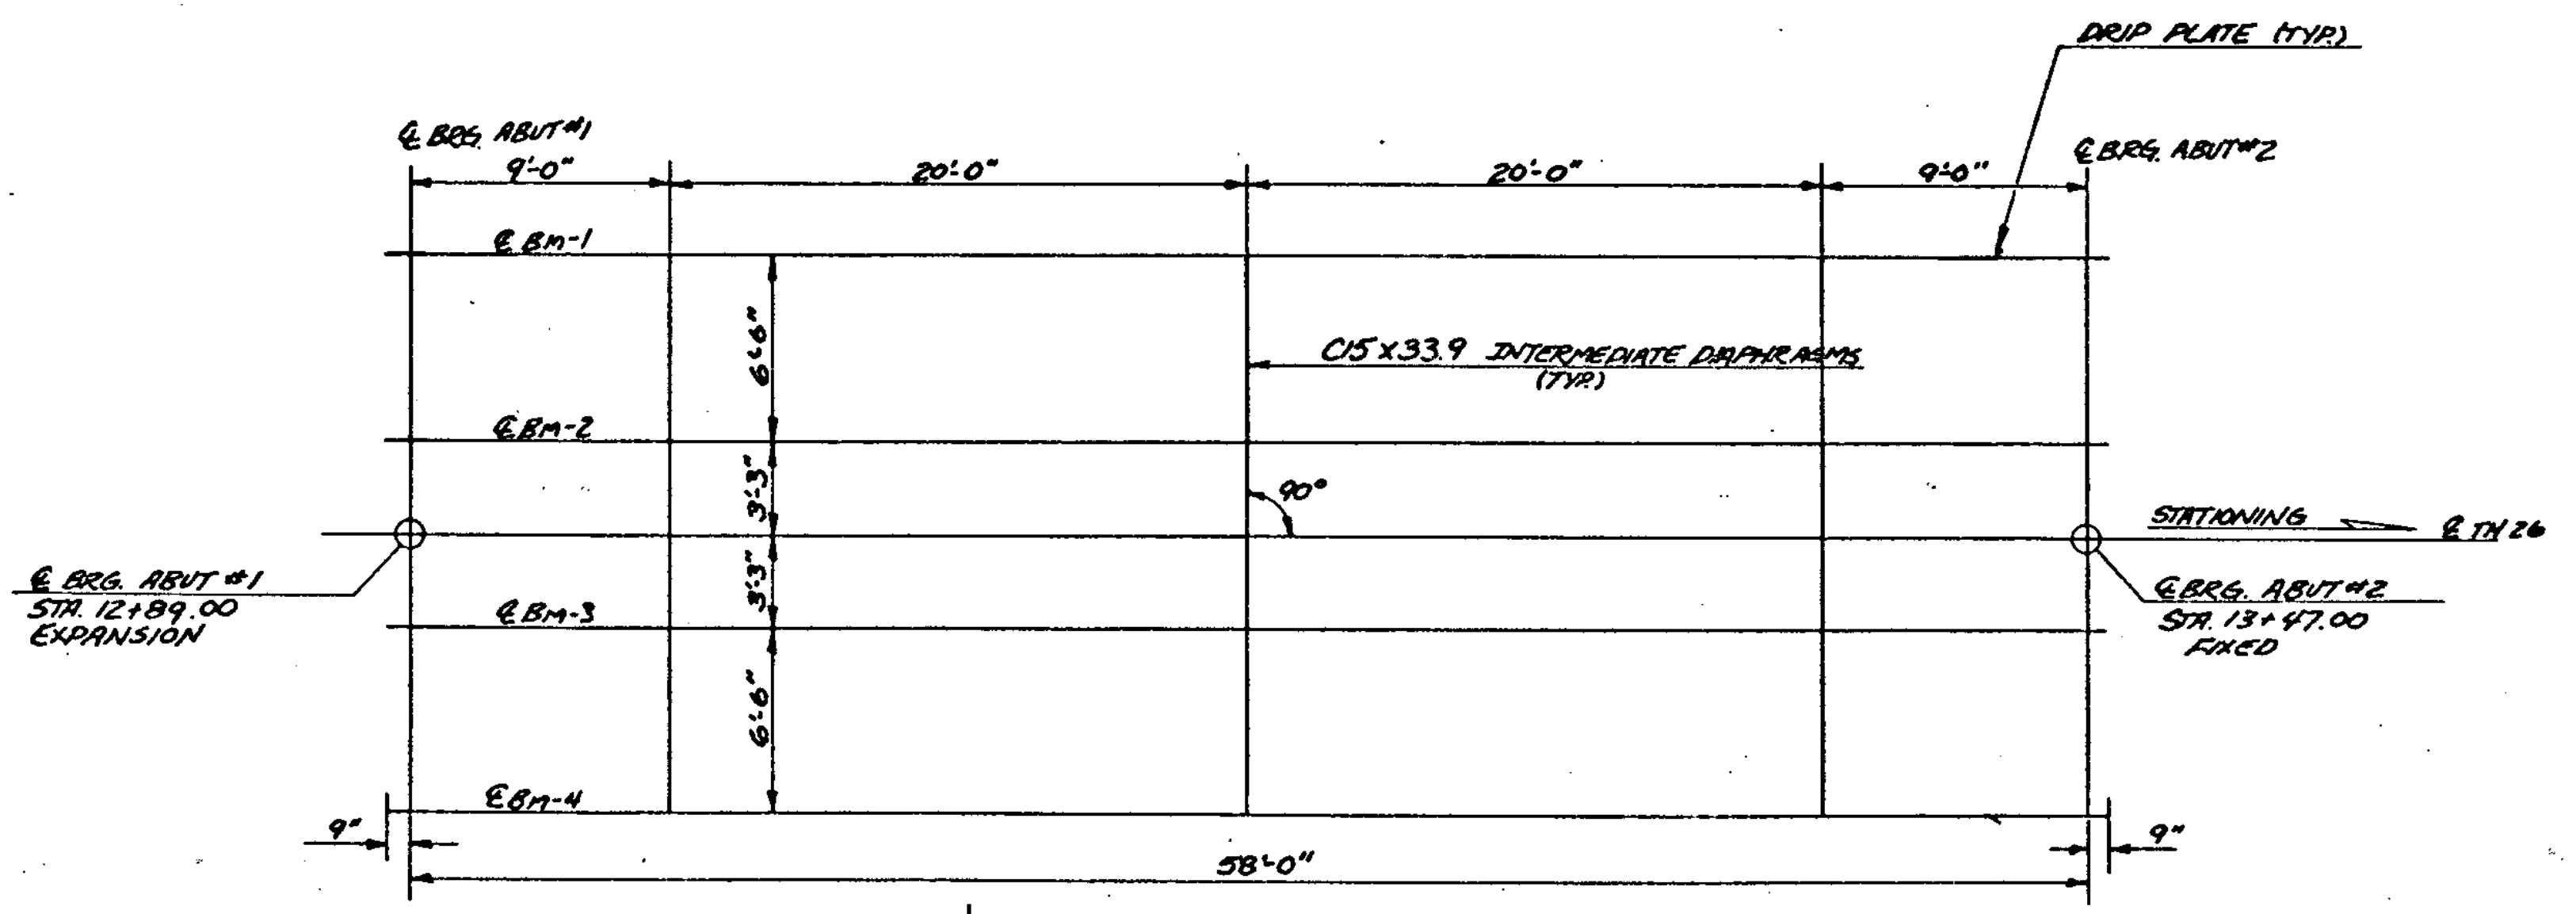 DRIP PLATE (TYP.)
℄ BRG. ABUT #1
℄ BRG. ABUT #2
9'-0"
20'-0"
20'-0"
9'-0"
℄ BM-1
6'-6"
C15 X 33.9 INTERMEDIATE DIAPHRAGMS
(TYP.)
℄ BM-2
3'-3"
90°
STATIONING
℄ TH 26
℄ BRG. ABUT #1
STA. 12+89.00
EXPANSION
3'-3"
℄ BM-3
℄ BRG. ABUT #2
STA. 13+47.00
FIXED
6'-6"
℄ BM-4
9"
9"
58'-0"